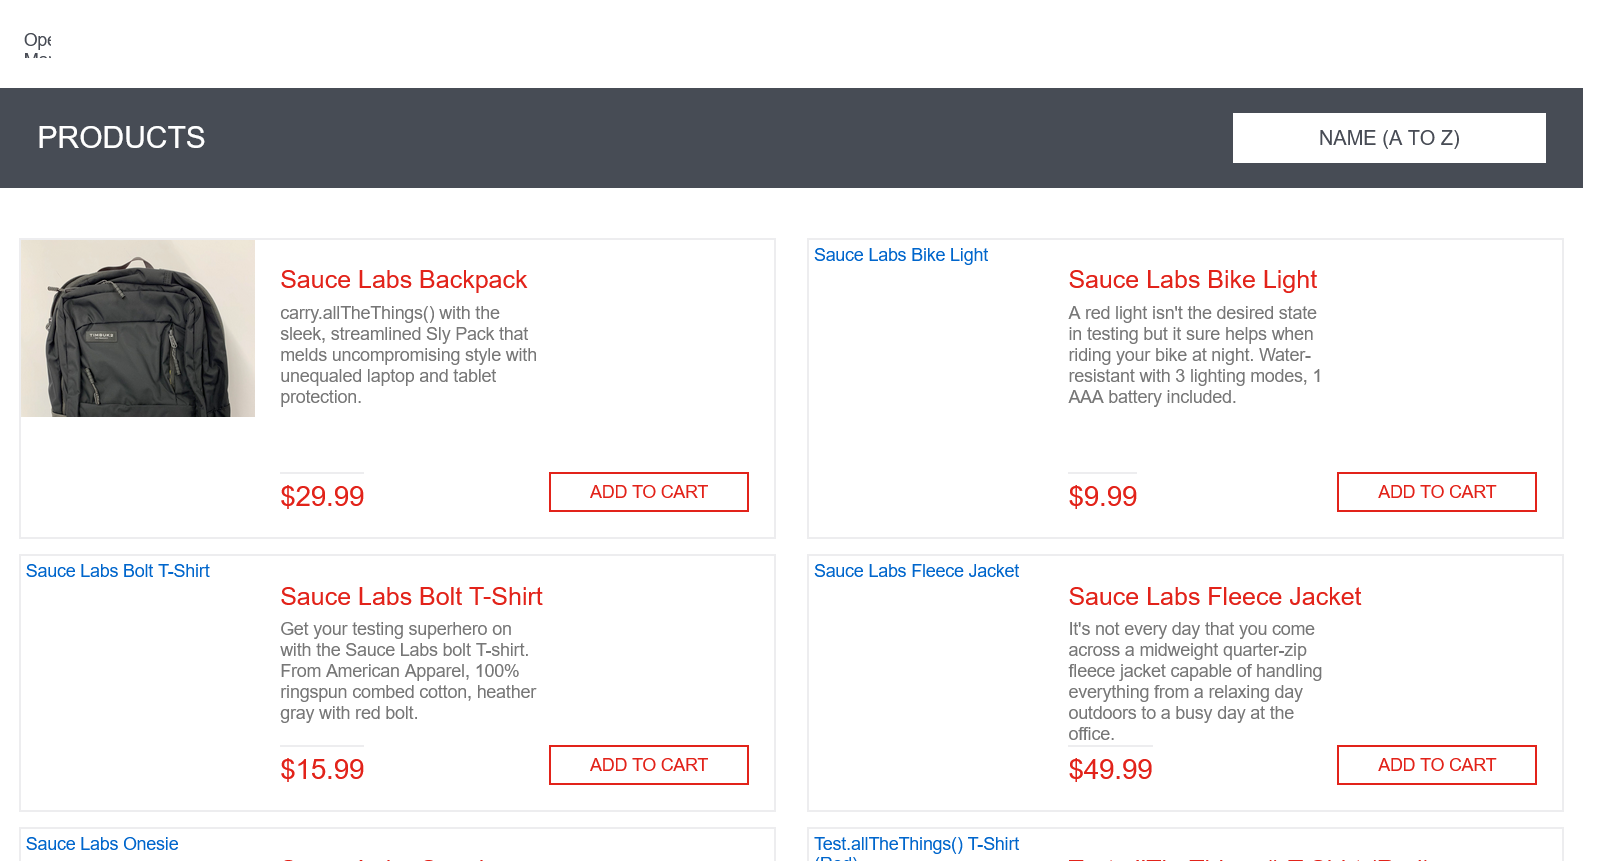 Ope
PRODUCTS
NAME (A TO Z)
Sauce Labs Backpack
carry.allTheThings() with the
sleek, streamlined Sly Pack that
melds uncompromising style with
unequaled laptop and tablet
protection.
$29.99
ADD TO CART
Sauce Labs Bike Light
Sauce Labs Bike Light
A red light isn't the desired state
in testing but it sure helps when
riding your bike at night. Water-
resistant with 3 lighting modes, 1
AAA battery included.
$9.99
ADD TO CART
Sauce Labs Bolt T-Shirt
Sauce Labs Bolt T-Shirt
Get your testing superhero on
with the Sauce Labs bolt T-shirt.
From American Apparel, 100%
ringspun combed cotton, heather
gray with red bolt.
$15.99
ADD TO CART
Sauce Labs Fleece Jacket
Sauce Labs Fleece Jacket
It's not every day that you come
across a midweight quarter-zip
fleece jacket capable of handling
everything from a relaxing day
outdoors to a busy day at the
office.
$49.99
ADD TO CART
Sauce Labs Onesie
Test.allTheThings() T-Shirt